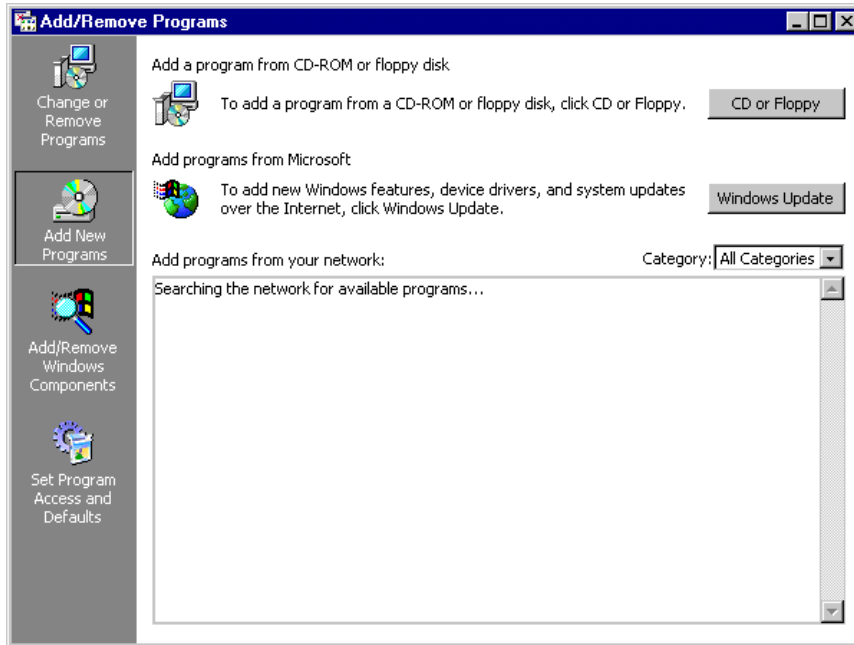 Add/Remove Programs
Change or
Remove
Programs
Add New
Programs
Add/Remove
Windows
Components
Set Program
Access and
Defaults
Add a program from CD-ROM or floppy disk
To add a program from a CD-ROM or floppy disk, click CD or Floppy.
CD or Floppy
Add programs from Microsoft
To add new Windows features, device drivers, and system updates
over the Internet, click Windows Update.
Windows Update
Add programs from your network:
Category: All Categories
Searching the network for available programs...